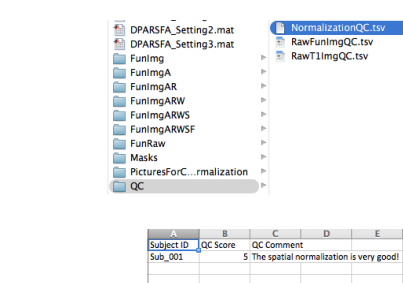 DPARSFA_Setting2.mat
DPARSFA_Setting3.mat
FunImg
FunImgA
FunImgAR
FunImgARW
FunImgARWS
FunImgARWSF
FunRaw
Masks
PicturesForC...rmalization
QC
NormalizationQC.tsv
RawFunImgQC.tsv
RawT1ImgQC.tsv
A B C D E
Subject ID QC Score QC Comment
Sub_001 5 The spatial normalization is very good!